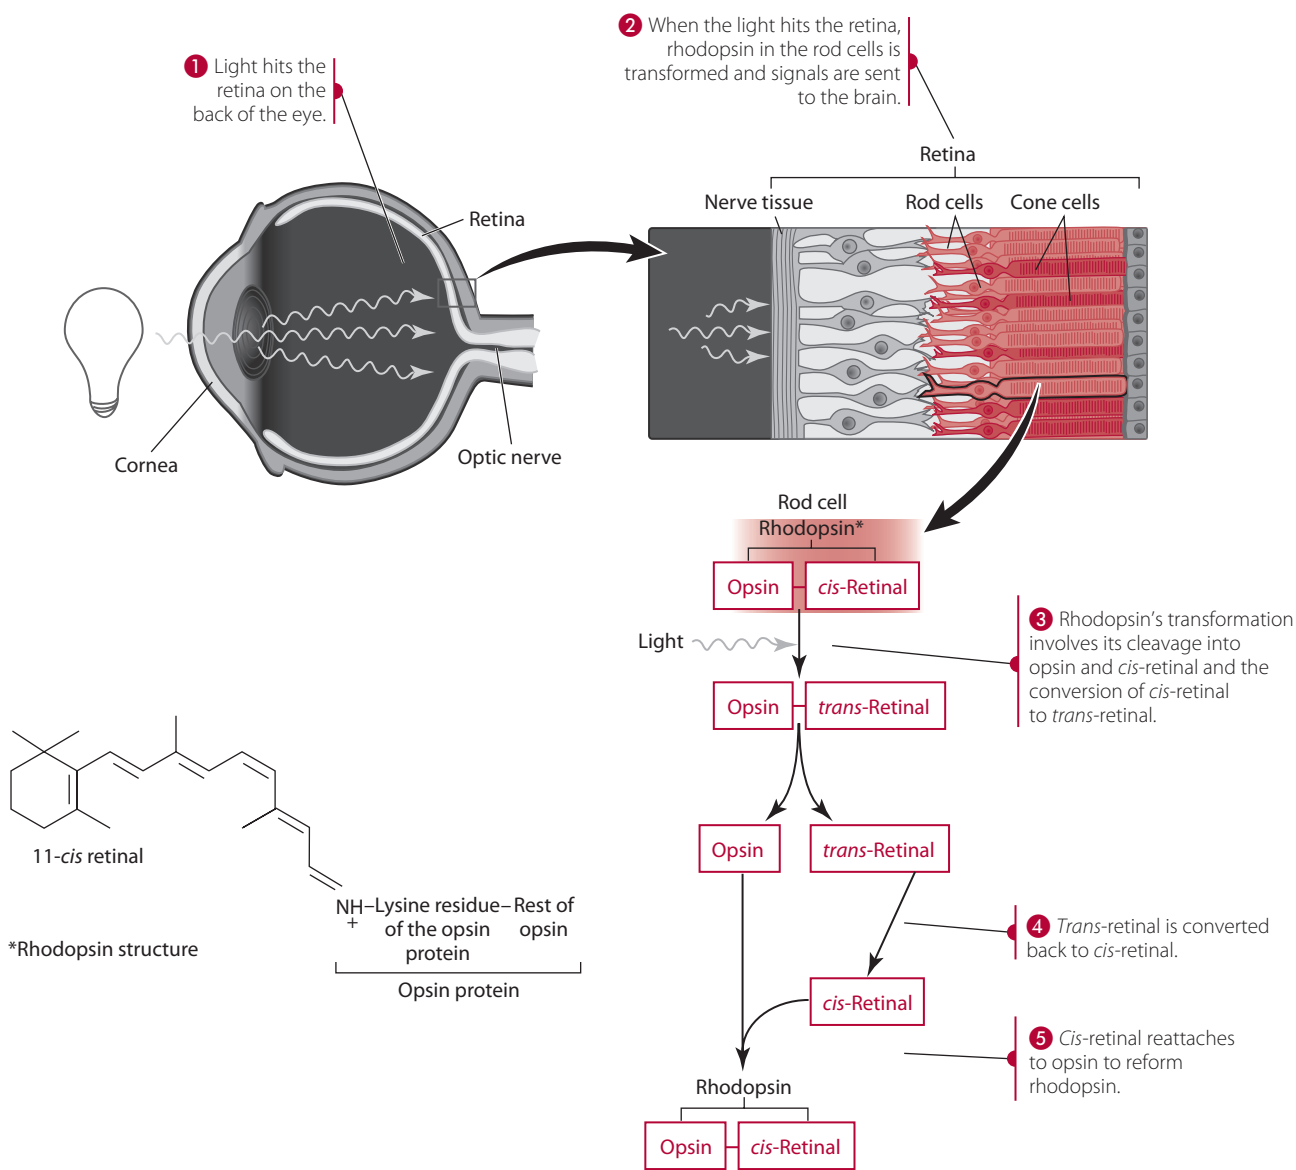 1 Light hits the
retina on the
back of the eye.
2 When the light hits the retina,
rhodopsin in the rod cells is
transformed and signals are sent
to the brain.
Retina
Nerve tissue
Rod cells
Cone cells
Retina
Cornea
Optic nerve
Rod cell
Rhodopsin*
Opsin
cis-Retinal
Light
3 Rhodopsin’s transformation
involves its cleavage into
opsin and cis-retinal and the
conversion of cis-retinal
to trans-retinal.
Opsin
trans-Retinal
Opsin
trans-Retinal
4 Trans-retinal is converted
back to cis-retinal.
cis-Retinal
5 Cis-retinal reattaches
to opsin to reform
rhodopsin.
Rhodopsin
Opsin
cis-Retinal
11-cis retinal
NH–Lysine residue–Rest of
+ of the opsin opsin
protein
*Rhodopsin structure
Opsin protein